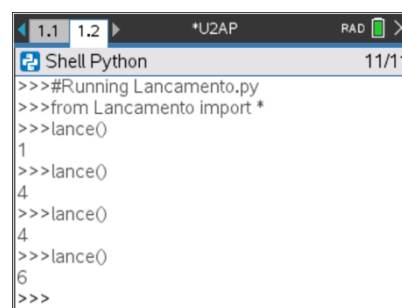 1.1 1.2 *U2AP RAD
Shell Python 11/11
>>>#Running Lancamento.py
>>>from Lancamento import *
>>>lance()
1
>>>lance()
4
>>>lance()
4
>>>lance()
6
>>>